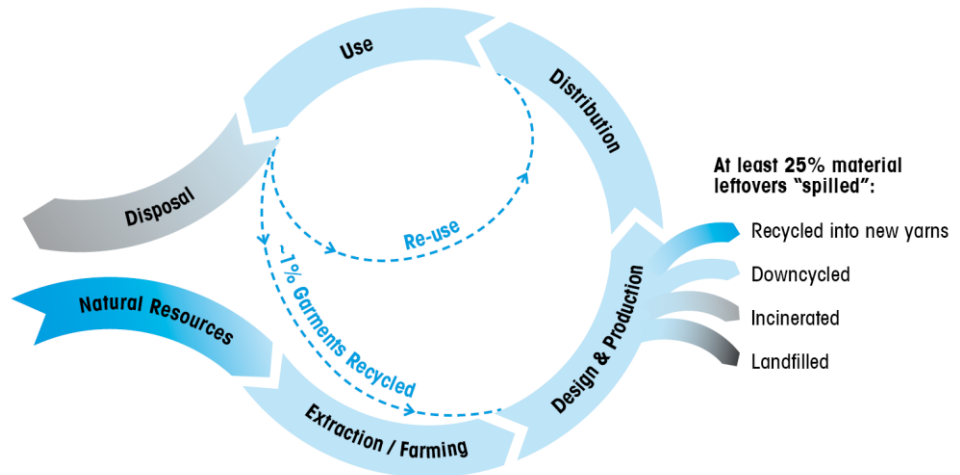 Use
Distribution
Disposal
Re-use
~1% Garments Recycled
Natural Resources
Extraction / Farming
Design & Production
At least 25% material
leftovers “spilled”:
Recycled into new yarns
Downcycled
Incinerated
Landfilled